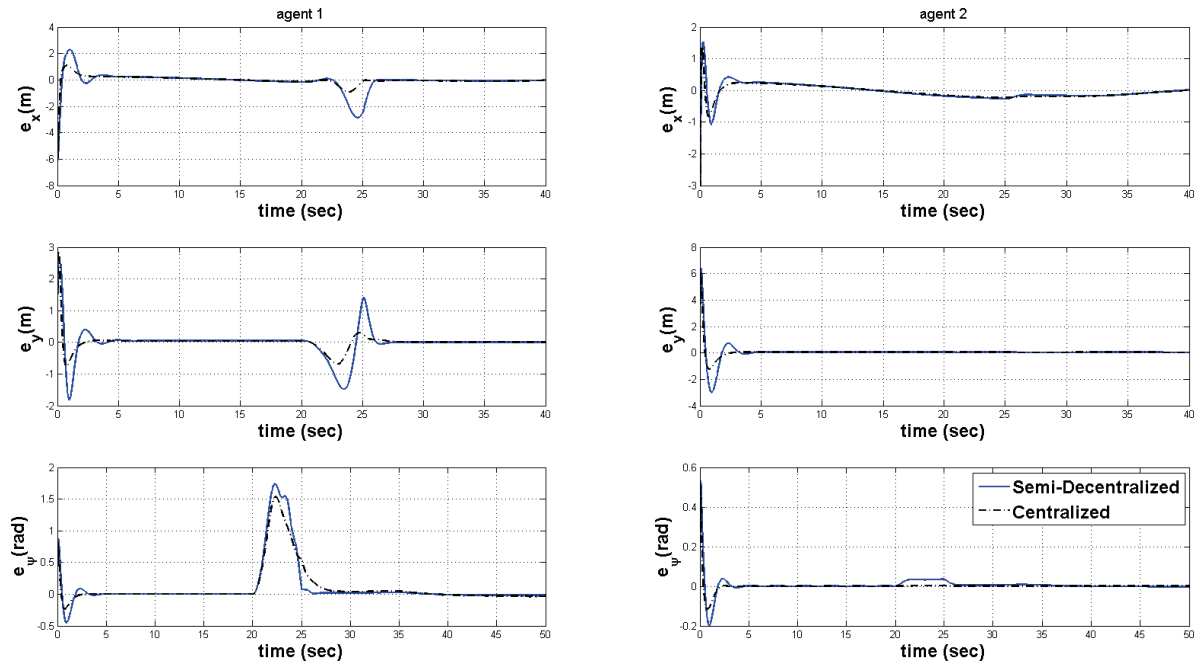 agent 1
4
2
0
-2
-4
-6
-8
e_x(m)
0 5 10 15 20 25 30 35 40
time (sec)
agent 2
2
1
0
-1
-2
-3
e_x(m)
0 5 10 15 20 25 30 35 40
time (sec)
3
2
1
0
-1
-2
e_y(m)
0 5 10 15 20 25 30 35 40
time (sec)
8
6
4
2
0
-2
-4
e_y(m)
0 5 10 15 20 25 30 35 40
time (sec)
2
1.5
1
0.5
0
-0.5
e_ψ(rad)
0 5 10 15 20 25 30 35 40 45 50
time (sec)
0.6
0.4
0.2
0
-0.2
e_ψ(rad)
Semi-Decentralized
Centralized
0 5 10 15 20 25 30 35 40 45 50
time (sec)